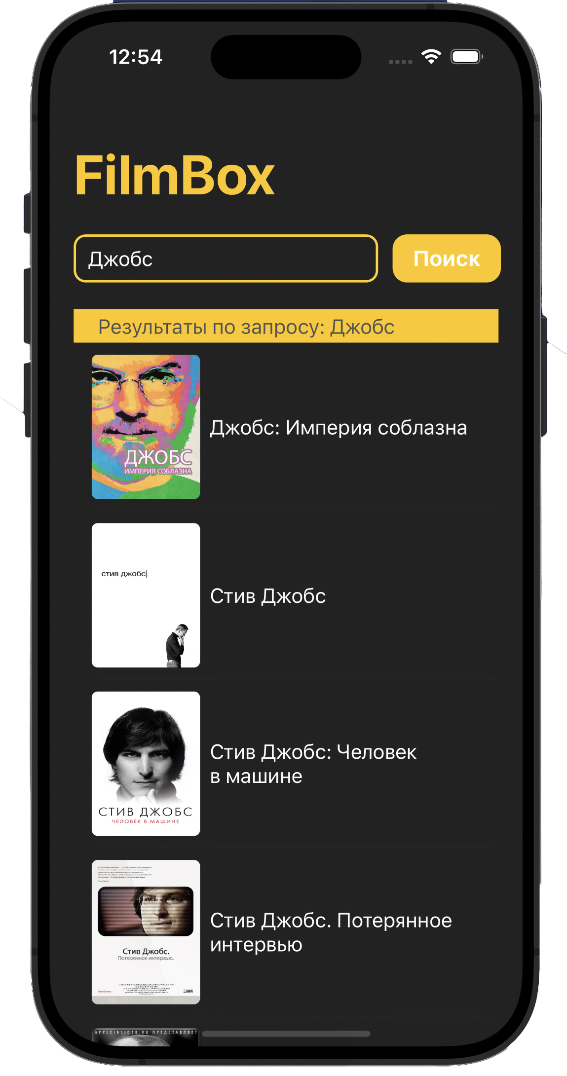 12:54
FilmBox
Джобс
Поиск
Результаты по запросу: Джобс
ДЖОБС
ИМПЕРИЯ СОБЛАЗНА
Джобс: Империя соблазна
стив джобс
Стив Джобс
СТИВ ДЖОБС
ЧЕЛОВЕК В МАШИНЕ
Стив Джобс: Человек
в машине
Стив Джобс.
Потерянное интервью.
Стив Джобс. Потерянное
интервью